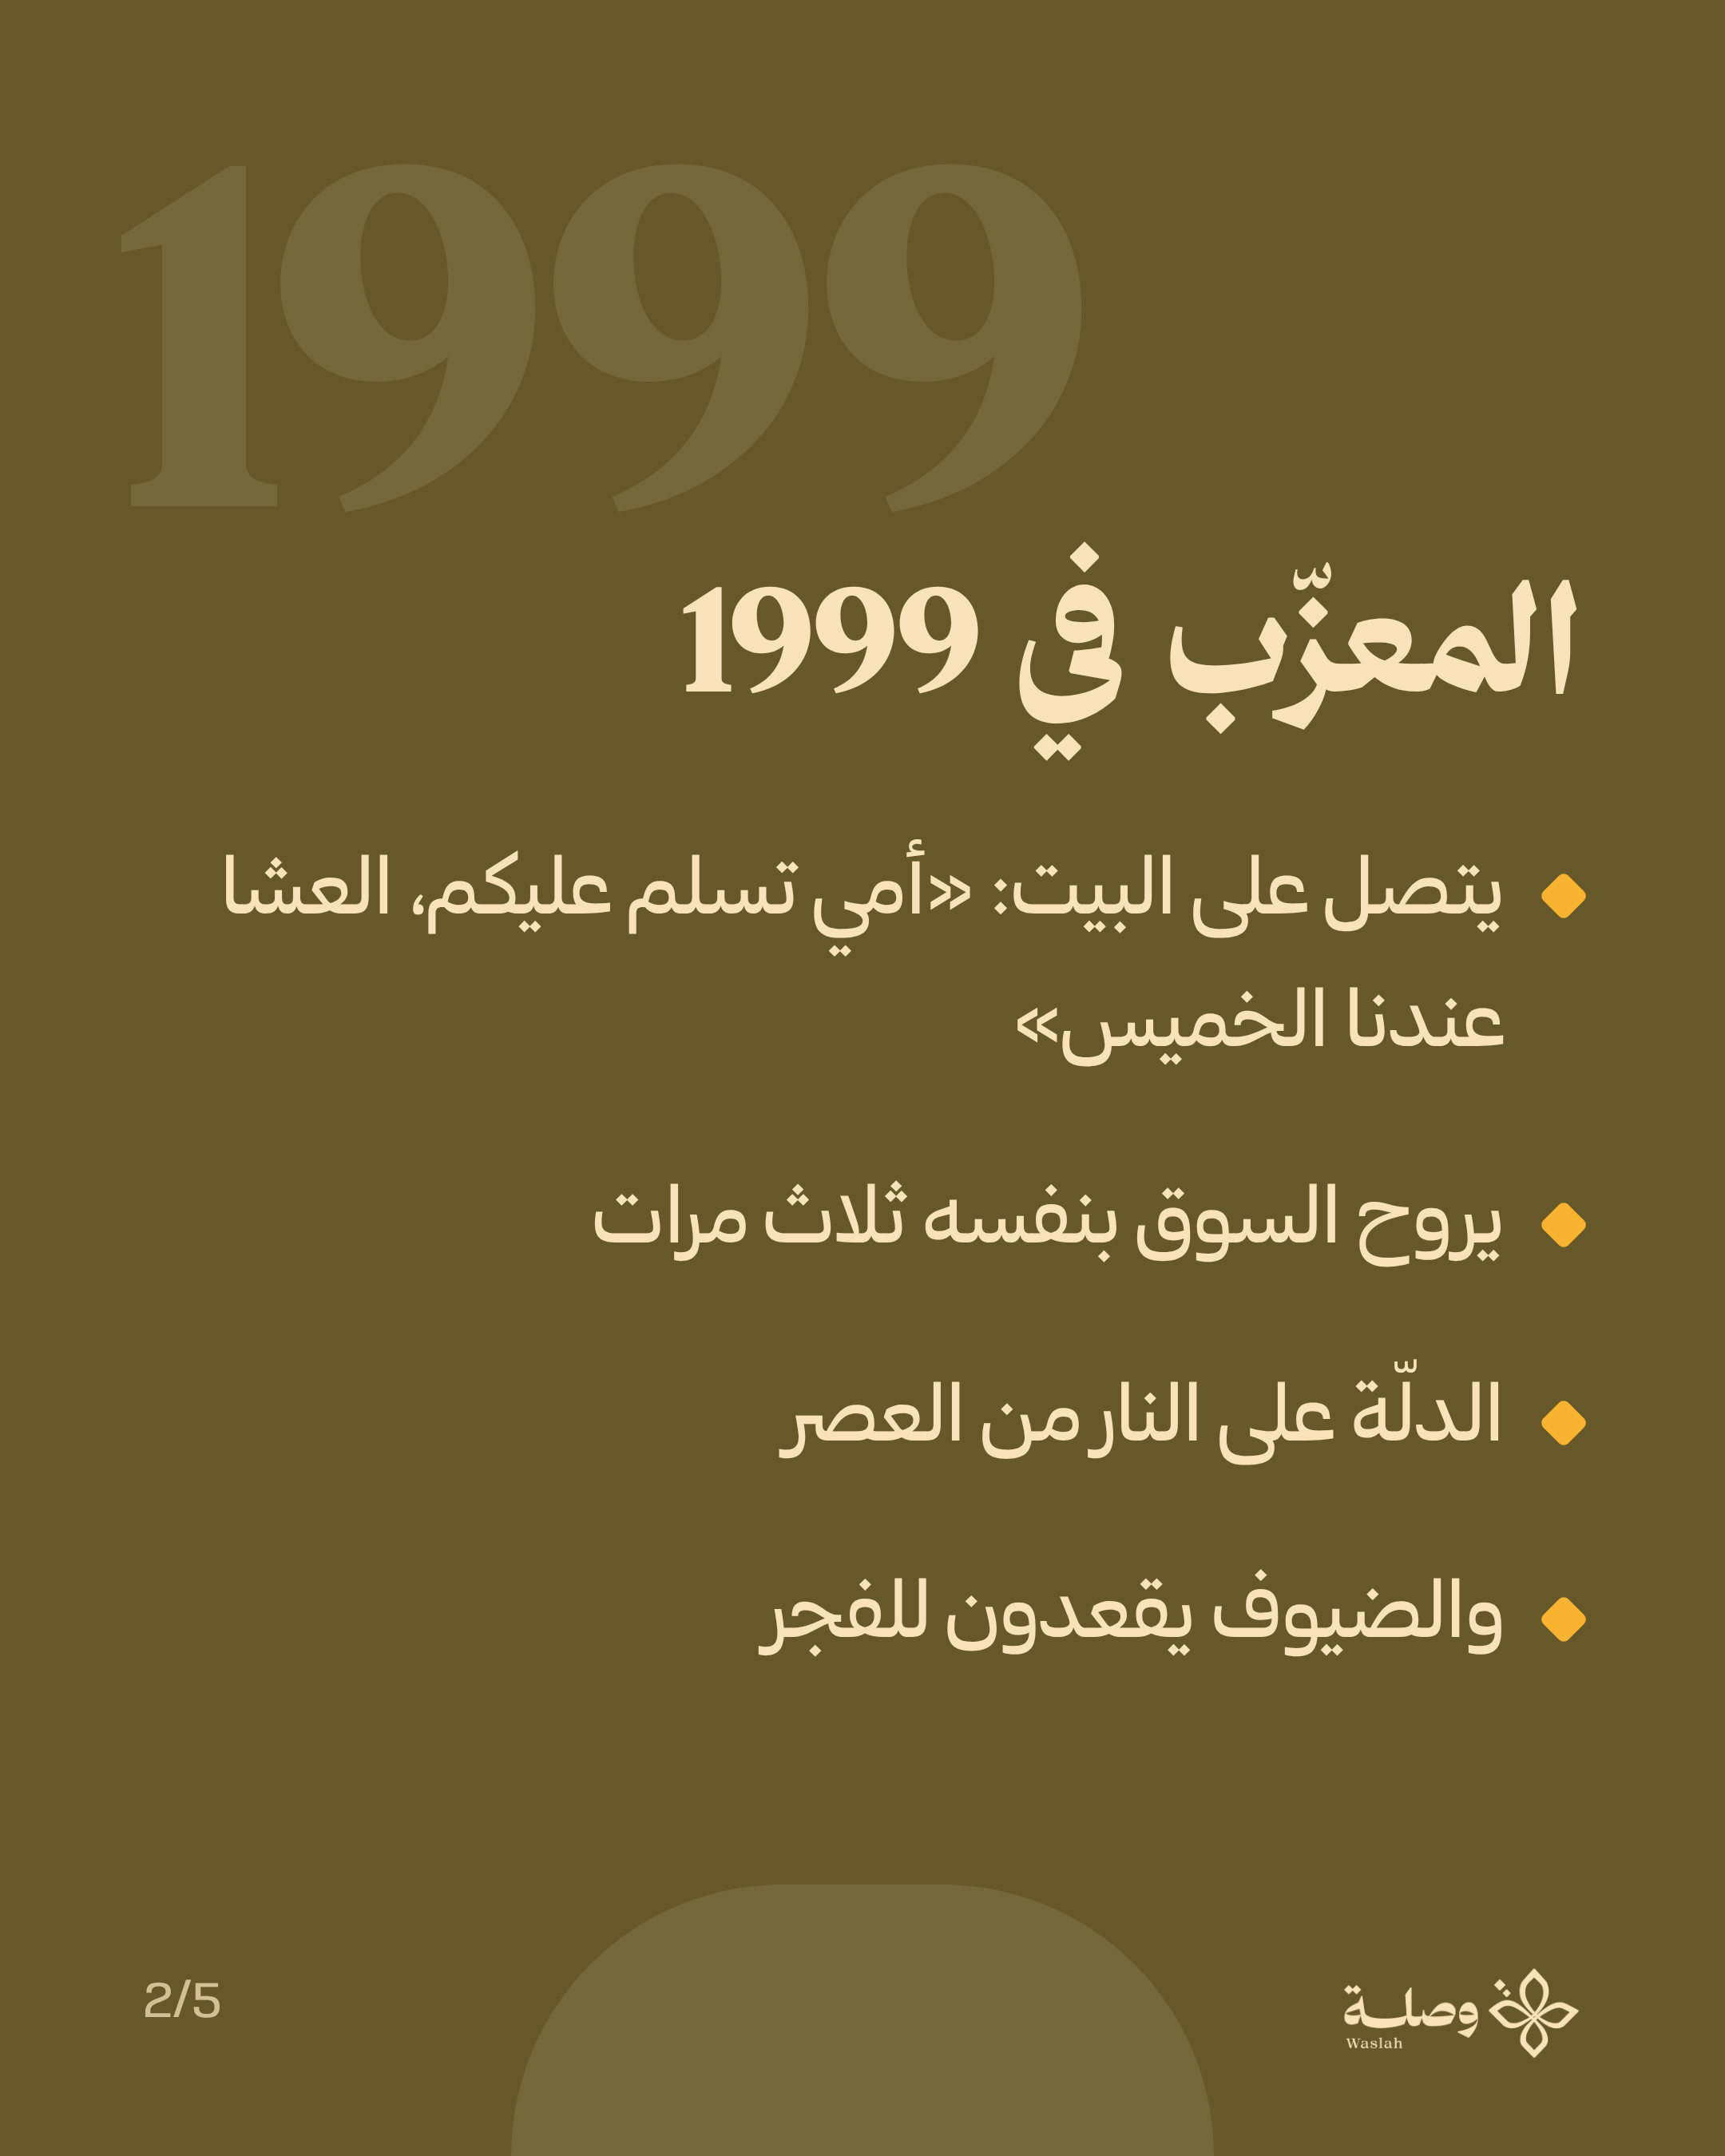 1999
المعزّب في 1999
يتصل على البيت: «أمي تسلم عليكم، العشا
عندنا الخميس»
يروح السوق بنفسه ثلاث مرات
الدلّة على النار من العصر
والضيوف يقعدون للفجر
وصلة
Waslah
2/5